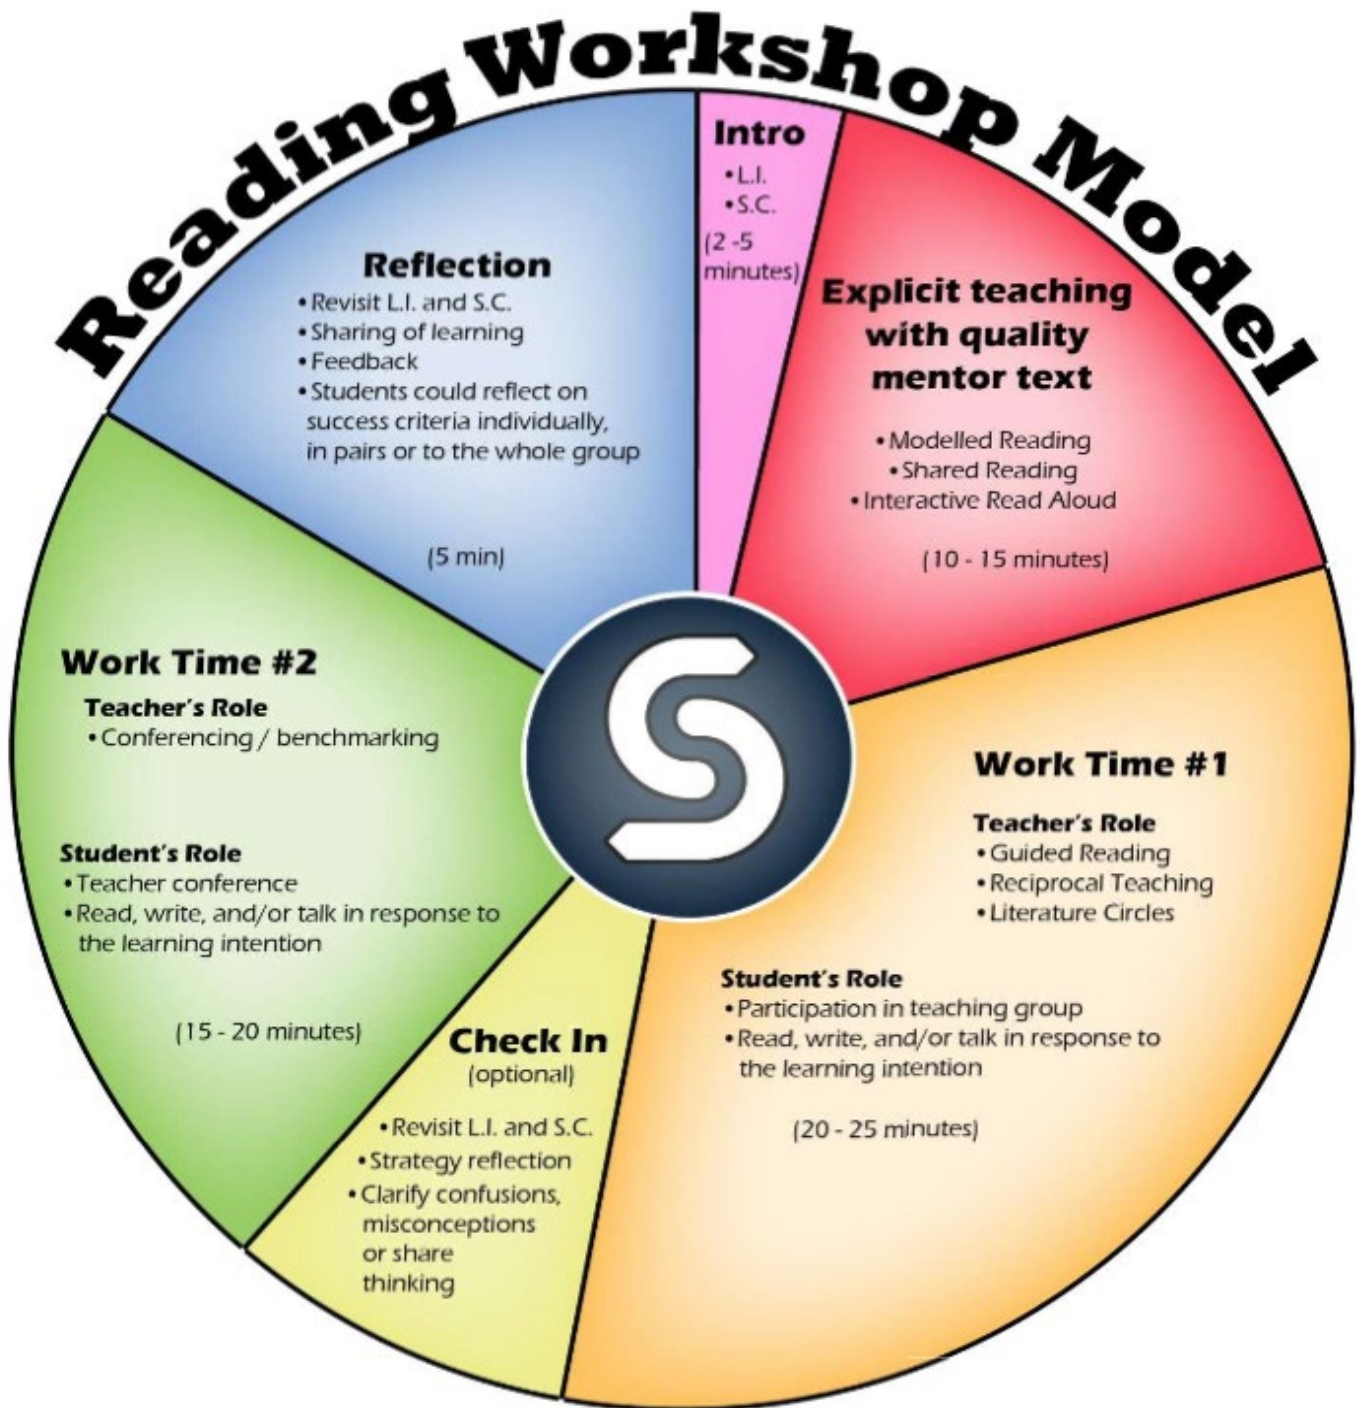 Reading Workshop Model
Intro
•L.I.
•S.C.
(2 -5
minutes)
Explicit teaching
with quality
mentor text
• Modelled Reading
• Shared Reading
• Interactive Read Aloud
(10 - 15 minutes)
Work Time #1
Teacher's Role
• Guided Reading
• Reciprocal Teaching
• Literature Circles
Student's Role
• Participation in teaching group
• Read, write, and/or talk in response to
the learning intention
(20 - 25 minutes)
Check In
(optional)
• Revisit L.I. and S.C.
• Strategy reflection
• Clarify confusions,
misconceptions
or share
thinking
Work Time #2
Teacher's Role
• Conferencing / benchmarking
Student's Role
• Teacher conference
• Read, write, and/or talk in response to
the learning intention
(15 - 20 minutes)
Reflection
• Revisit L.I. and S.C.
• Sharing of learning
• Feedback
• Students could reflect on
success criteria individually,
in pairs or to the whole group
(5 min)
S